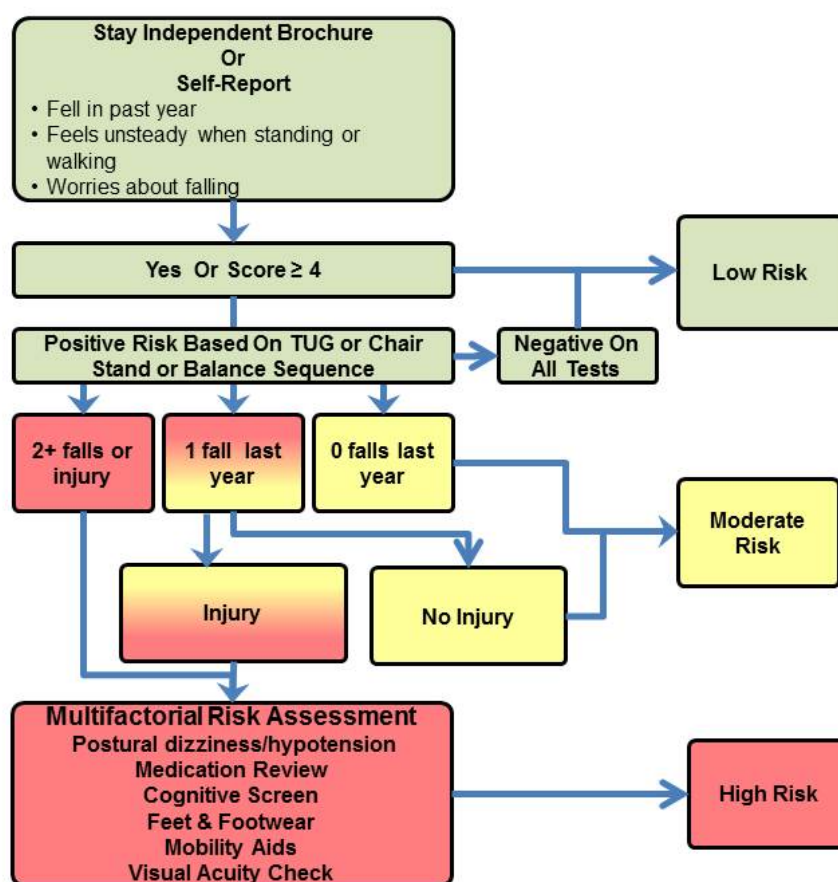 Stay Independent Brochure
Or
Self-Report
• Fell in past year
• Feels unsteady when standing or
walking
• Worries about falling
Yes Or Score ≥ 4
Low Risk
Positive Risk Based On TUG or Chair
Stand or Balance Sequence
Negative On
All Tests
2+ falls or
injury
1 fall last
year
0 falls last
year
Moderate
Risk
Injury
No Injury
Multifactorial Risk Assessment
Postural dizziness/hypotension
Medication Review
Cognitive Screen
Feet & Footwear
Mobility Aids
Visual Acuity Check
High Risk